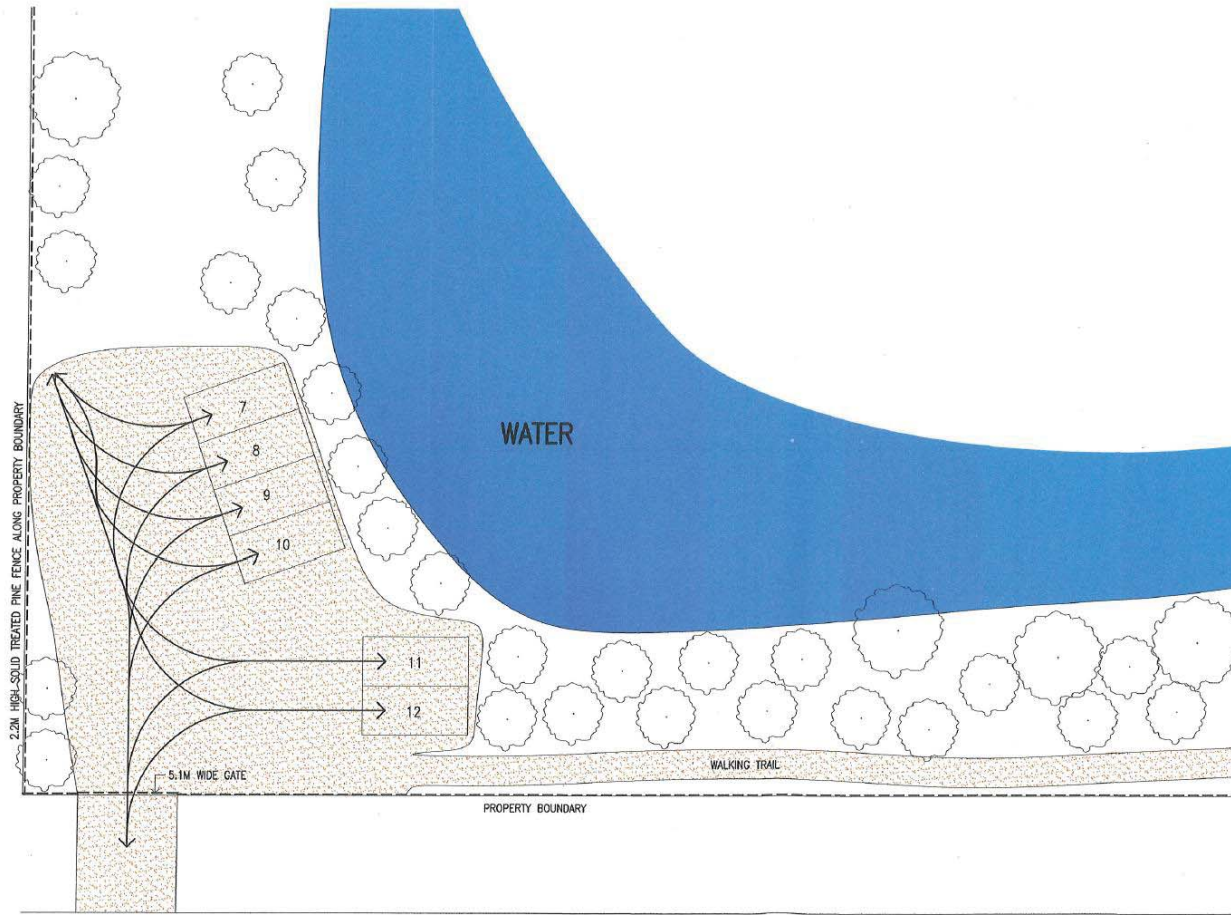 7
8
WATER
9
10
2.2M HIGH-SOLID TREATED PINE FENCE ALONG PROPERTY BOUNDARY
11
12
WALKING TRAIL
5.1M WIDE GATE
PROPERTY BOUNDARY